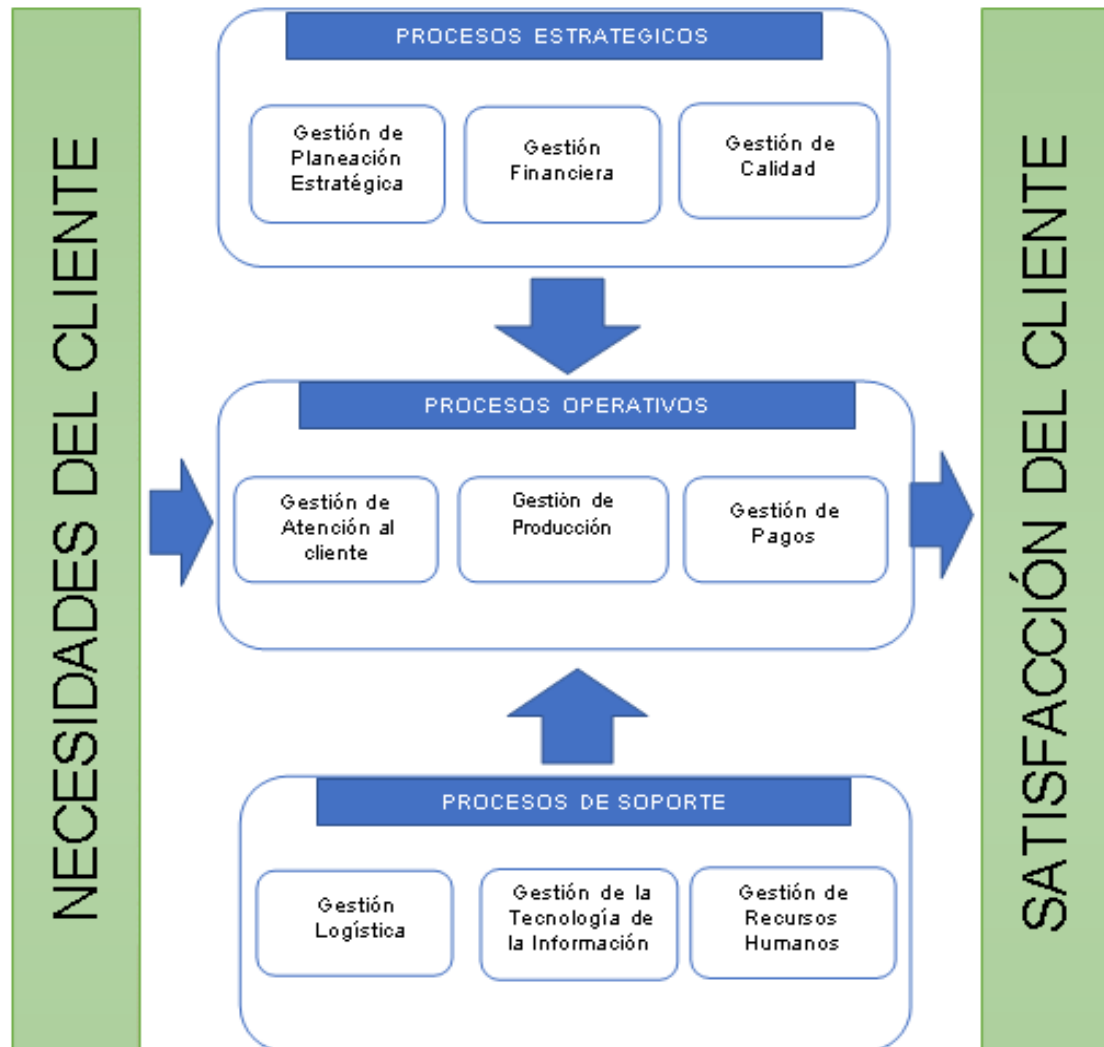 NECESIDADES DEL CLIENTE
PROCESOS ESTRATEGICOS
Gestión de
Planeación
Estratégica
Gestión
Financiera
Gestión de
Calidad
PROCESOS OPERATIVOS
Gestión de
Atención al
cliente
Gestión de
Producción
Gestión de
Pagos
PROCESOS DE SOPORTE
Gestión
Logística
Gestión de la
Tecnología de
la Información
Gestión de
Recursos
Humanos
SATISFACCIÓN DEL CLIENTE